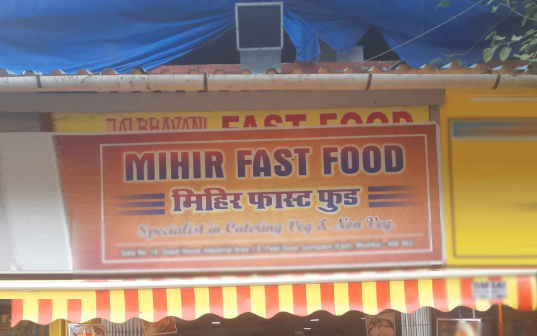 JAI BHAVANI FAST FOOD
MIHIR FAST FOOD
मिहिर फास्ट फुड
Specialist in Catering Veg & Non Veg.